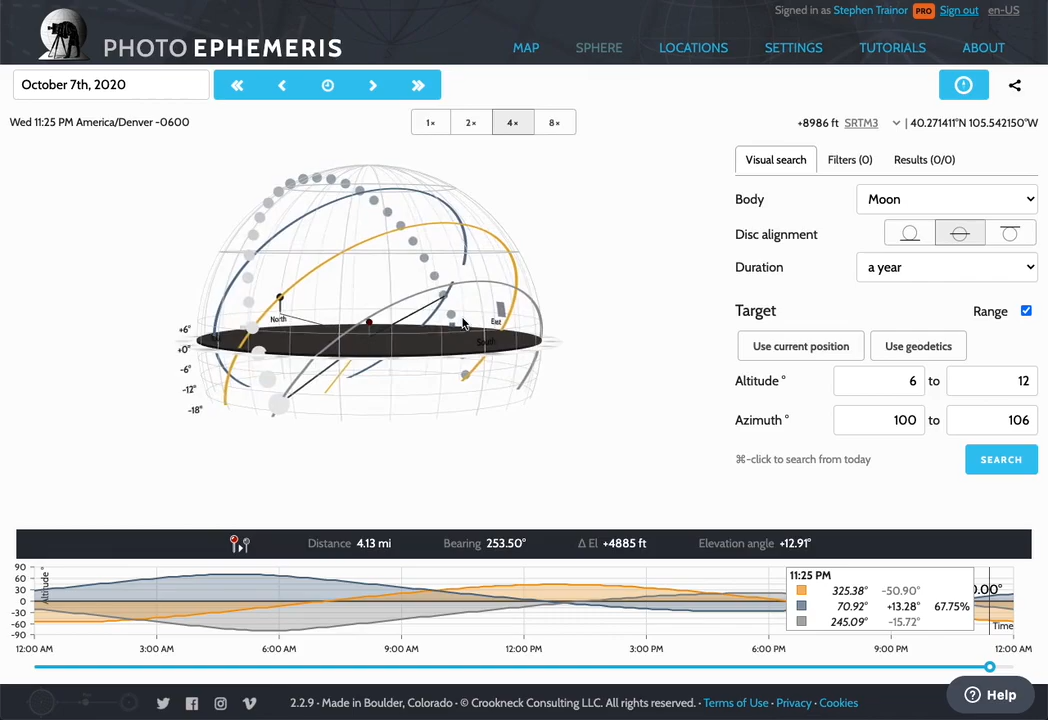 Signed in as Stephen Trainor PRO Sign out en-US
PHOTO EPHEMERIS
MAP SPHERE LOCATIONS SETTINGS TUTORIALS ABOUT
October 7th, 2020
Wed 11:25 PM America/Denver -0600
1× 2× 4× 8×
+8986 ft SRTM3 | 40.271411°N 105.542150°W
Visual search Filters (0) Results (0/0)
Body Moon
Disc alignment
Duration a year
Target Range
Use current position Use geodetics
Altitude ° 6 to 12
Azimuth ° 100 to 106
⌘-click to search from today SEARCH
North
East
South
+6°
+0°
-6°
-12°
-18°
Distance 4.13 mi Bearing 253.50° Δ El +4885 ft Elevation angle +12.91°
90
60
30
0
-30
-60
-90
Altitude °
11:25 PM
325.38° -50.90°
70.92° +13.28° 67.75%
245.09° -15.72°
0.00°
Time
12:00 AM 3:00 AM 6:00 AM 9:00 AM 12:00 PM 3:00 PM 6:00 PM 9:00 PM 12:00 AM
2.2.9 · Made in Boulder, Colorado · © Crookneck Consulting LLC. All rights reserved. · Terms of Use · Privacy · Cookies
Help